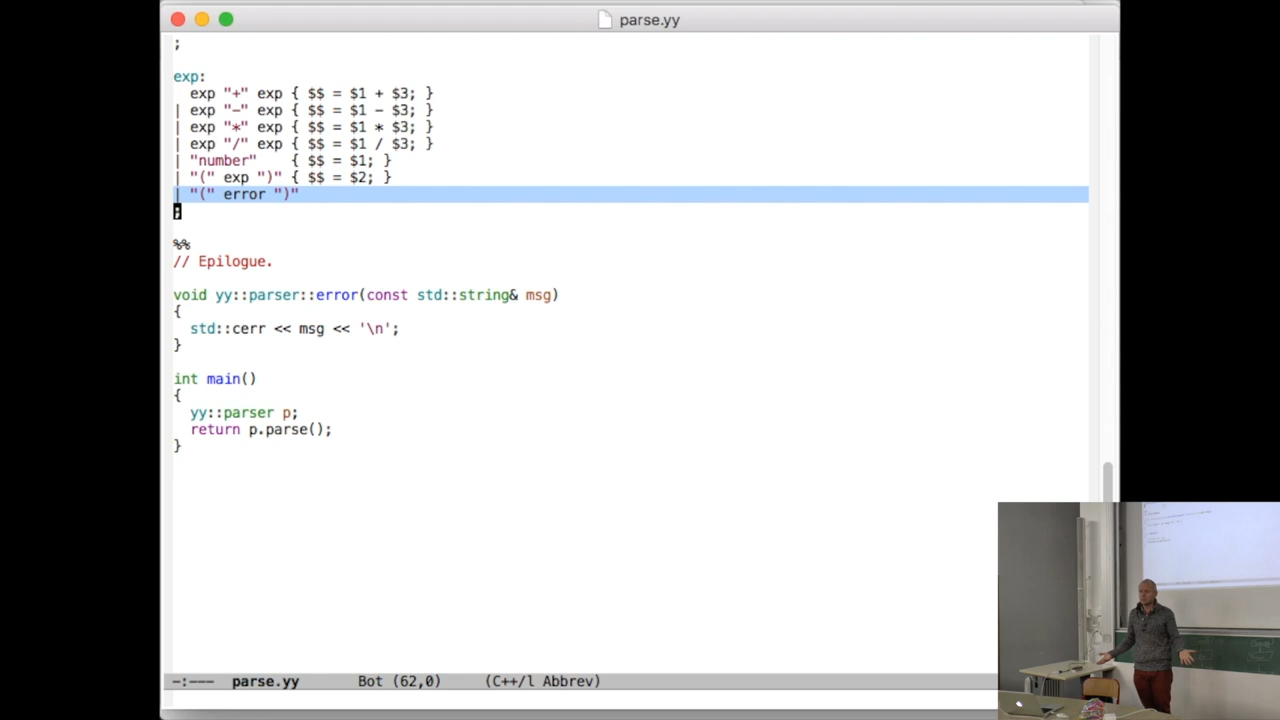 parse.yy
;
exp:
  exp "+" exp { $$ = $1 + $3; }
| exp "-" exp { $$ = $1 - $3; }
| exp "*" exp { $$ = $1 * $3; }
| exp "/" exp { $$ = $1 / $3; }
| "number"    { $$ = $1; }
| "(" exp ")" { $$ = $2; }
| "(" error ")"
;
%%
// Epilogue.
void yy::parser::error(const std::string& msg)
{
  std::cerr << msg << '\n';
}
int main()
{
  yy::parser p;
  return p.parse();
}
-:--- parse.yy Bot (62,0) (C++/l Abbrev)